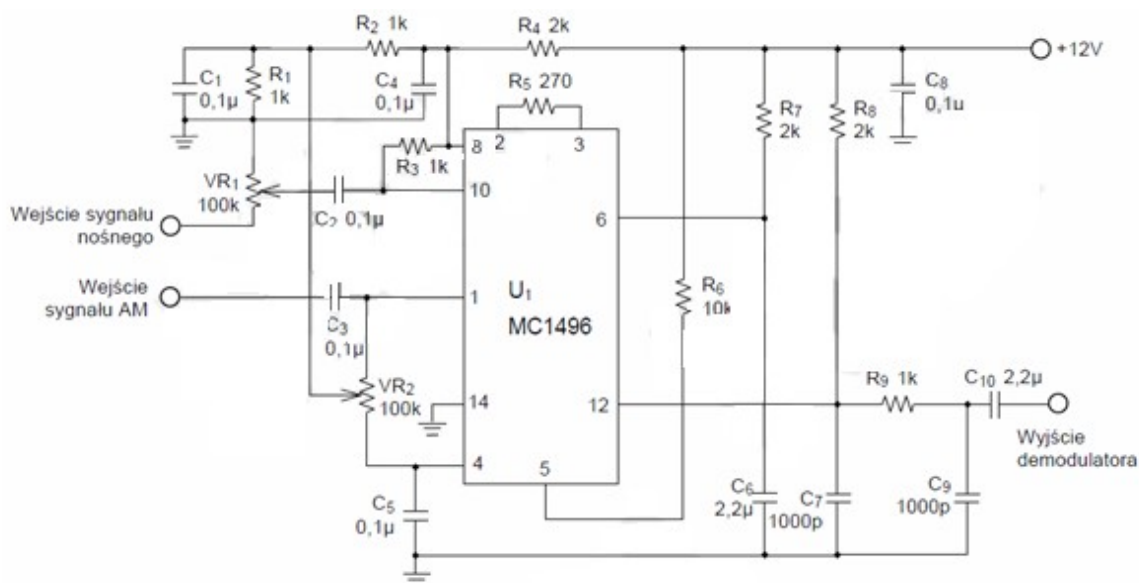 R2 1k
R4 2k
+12V
C1
0,1µ
R1
1k
C4
0,1µ
R5 270
C8
0,1u
R7
2k
R8
2k
2
3
8
R3 1k
VR1
100k
10
C2 0,1µ
6
Wejście sygnału
nośnego
Wejście
sygnału AM
1
U1
MC1496
R6
10k
C3
0,1µ
VR2
100k
14
12
R9 1k
C10 2,2µ
Wyjście
demodulatora
4
5
C5
0,1µ
C6
2,2µ
C7
1000p
C9
1000p